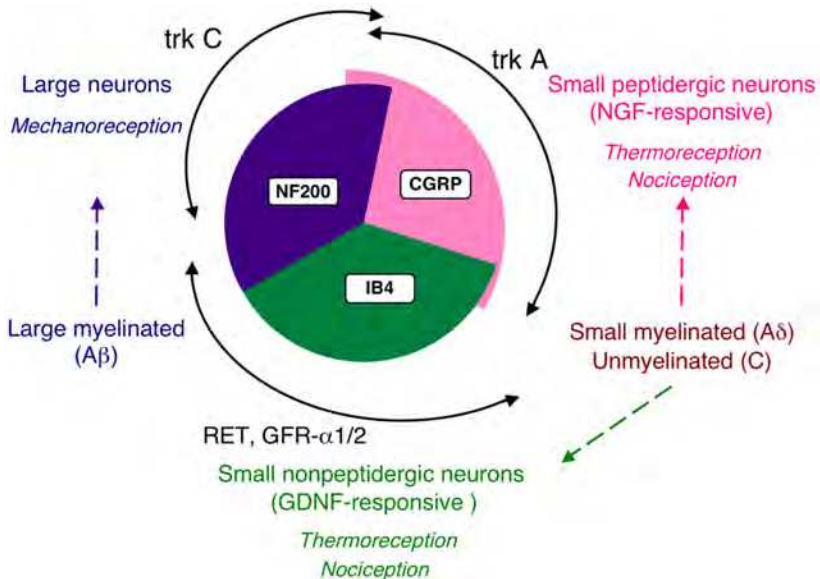 trk C
trk A
Large neurons
Mechanoreception
Small peptidergic neurons
(NGF-responsive)
Thermoreception
Nociception
NF200
CGRP
IB4
Large myelinated
(Aβ)
Small myelinated (Aδ)
Unmyelinated (C)
RET, GFR-α1/2
Small nonpeptidergic neurons
(GDNF-responsive )
Thermoreception
Nociception